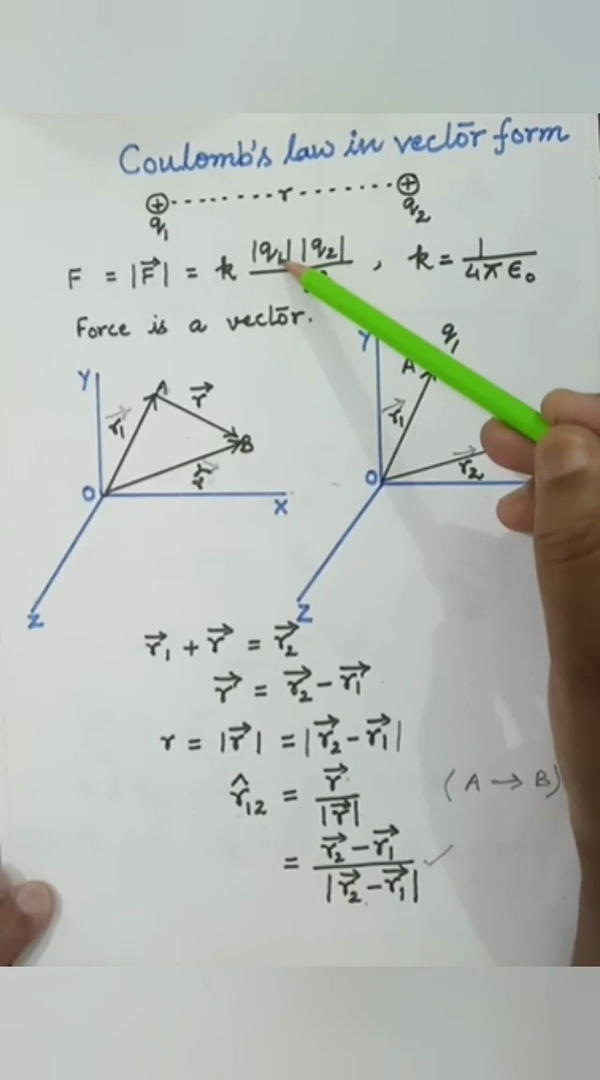 Coulomb's law in vector form
⊕ r ⊕
q₁ q₂
F = |F⃗| = k |q₁| |q₂| , k = 1/4πε₀
Force is a vector.
Y A r⃗ r⃗₁ B r⃗₂ O X Z
Y q₁ A r⃗₁ O r⃗₂ Z
r⃗₁ + r⃗ = r⃗₂
r⃗ = r⃗₂ - r⃗₁
r = |r⃗| = |r⃗₂ - r⃗₁|
r̂₁₂ = r⃗/|r⃗| (A → B)
= r⃗₂ - r⃗₁/|r⃗₂ - r⃗₁| ✓